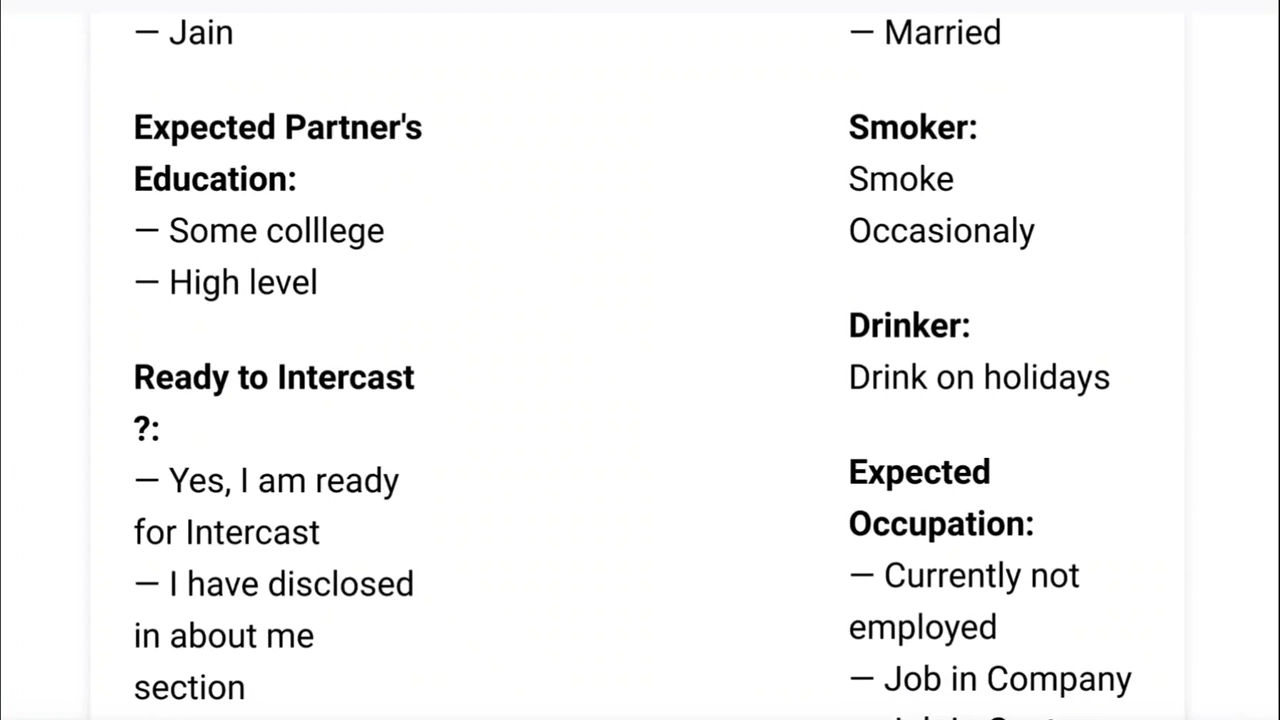 — Jain
Expected Partner's
Education:
— Some colllege
— High level
Ready to Intercast
?:
— Yes, I am ready
for Intercast
— I have disclosed
in about me
section
— Married
Smoker:
Smoke
Occasionaly
Drinker:
Drink on holidays
Expected
Occupation:
— Currently not
employed
— Job in Company